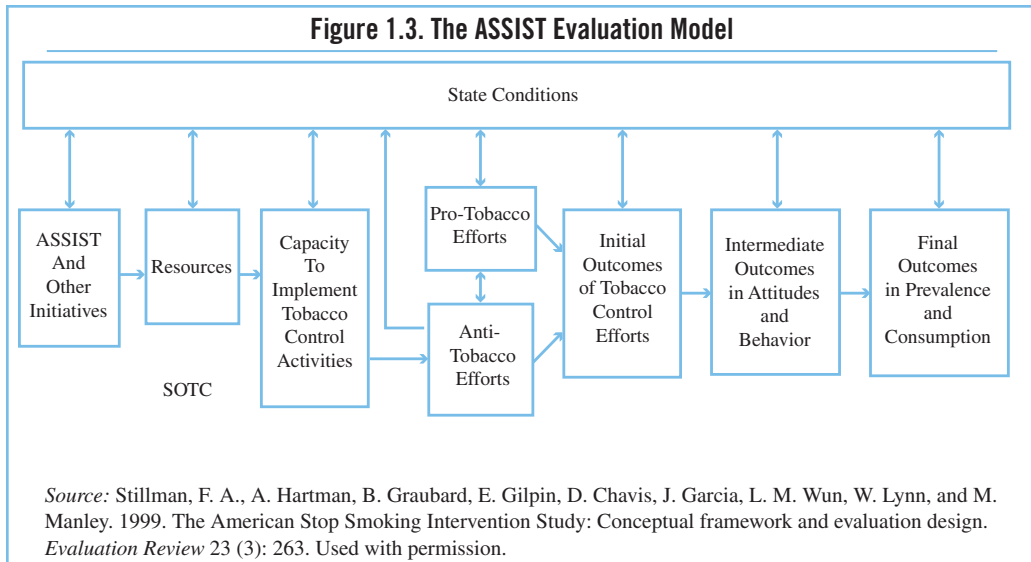 Figure 1.3. The ASSIST Evaluation Model
State Conditions
ASSIST
And
Other
Initiatives
Resources
Capacity
To
Implement
Tobacco
Control
Activities
Pro-Tobacco
Efforts
Anti-
Tobacco
Efforts
Initial
Outcomes
of Tobacco
Control
Efforts
Intermediate
Outcomes
in Attitudes
and
Behavior
Final
Outcomes
in Prevalence
and
Consumption
SOTC
Source: Stillman, F. A., A. Hartman, B. Graubard, E. Gilpin, D. Chavis, J. Garcia, L. M. Wun, W. Lynn, and M.
Manley. 1999. The American Stop Smoking Intervention Study: Conceptual framework and evaluation design.
Evaluation Review 23 (3): 263. Used with permission.